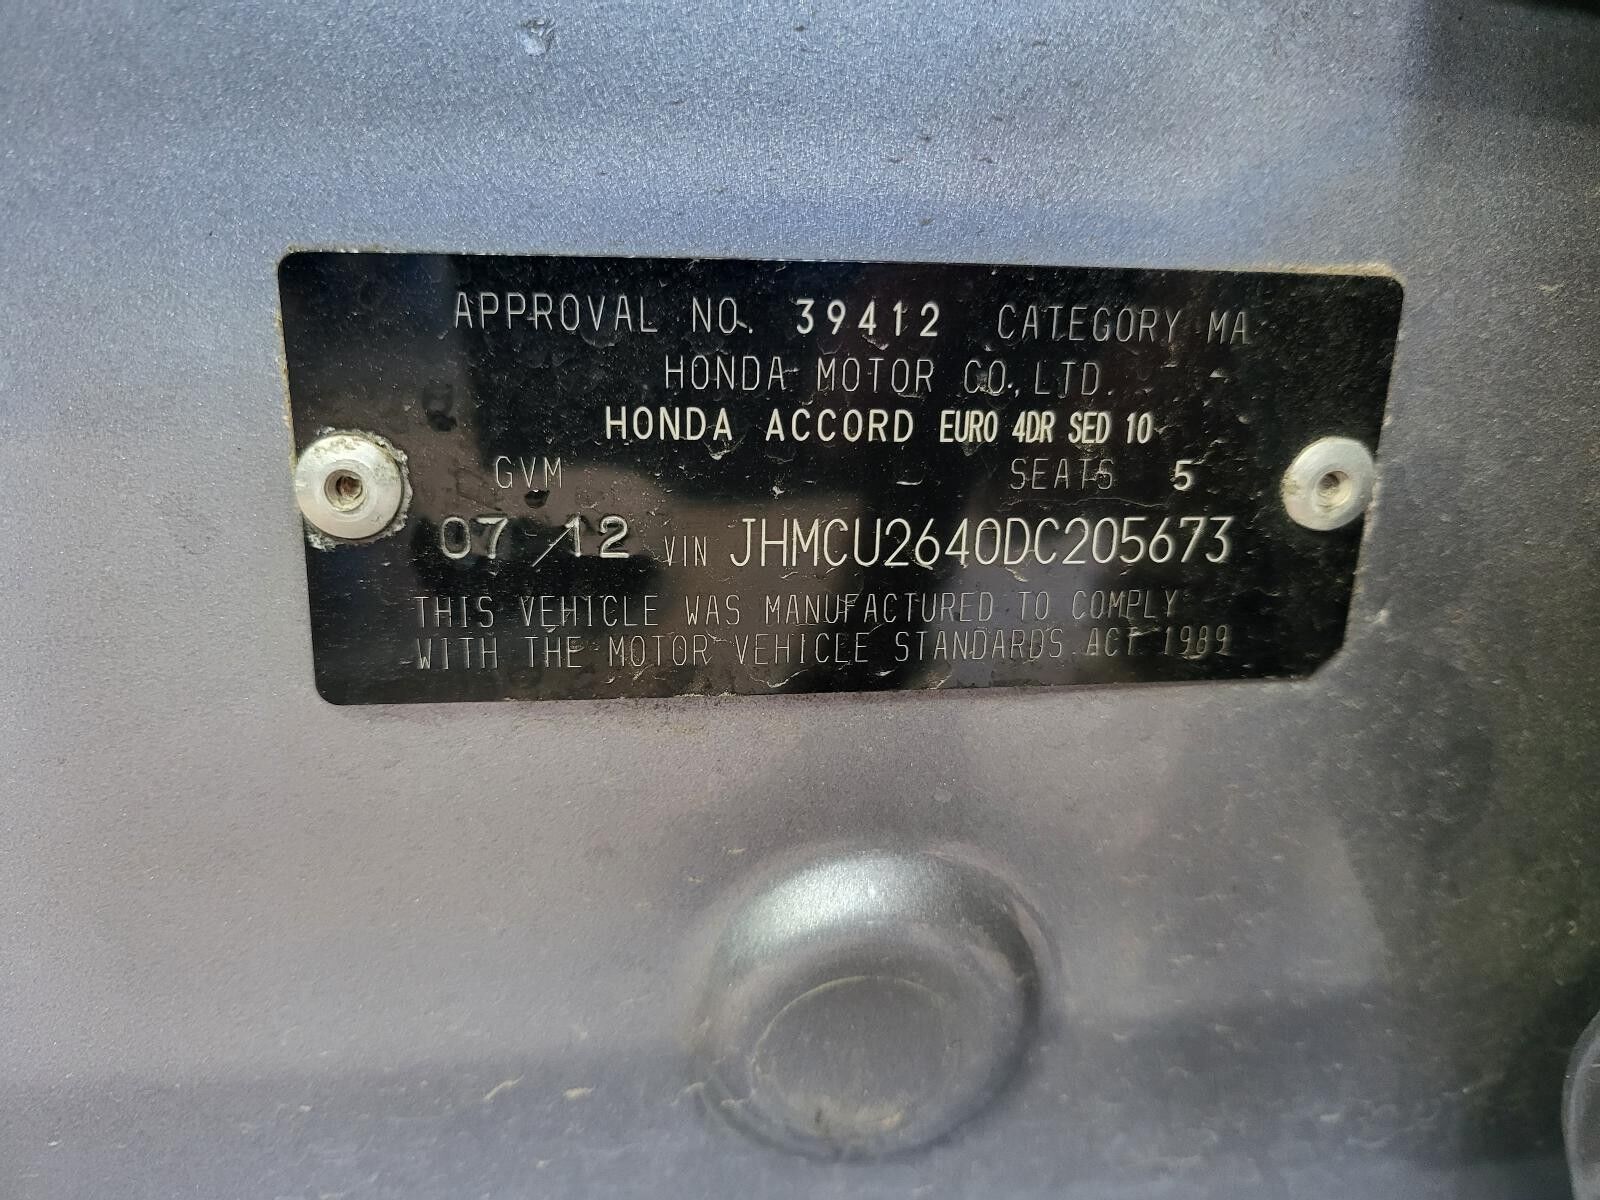 APPROVAL NO. 39412 CATEGORY MA
HONDA MOTOR CO.,LTD.
HONDA ACCORD EURO 4DR SED 10
GVM SEATS 5
07/12 VIN JHMCU2640DC205673
THIS VEHICLE WAS MANUFACTURED TO COMPLY
WITH THE MOTOR VEHICLE STANDARDS ACT 1989